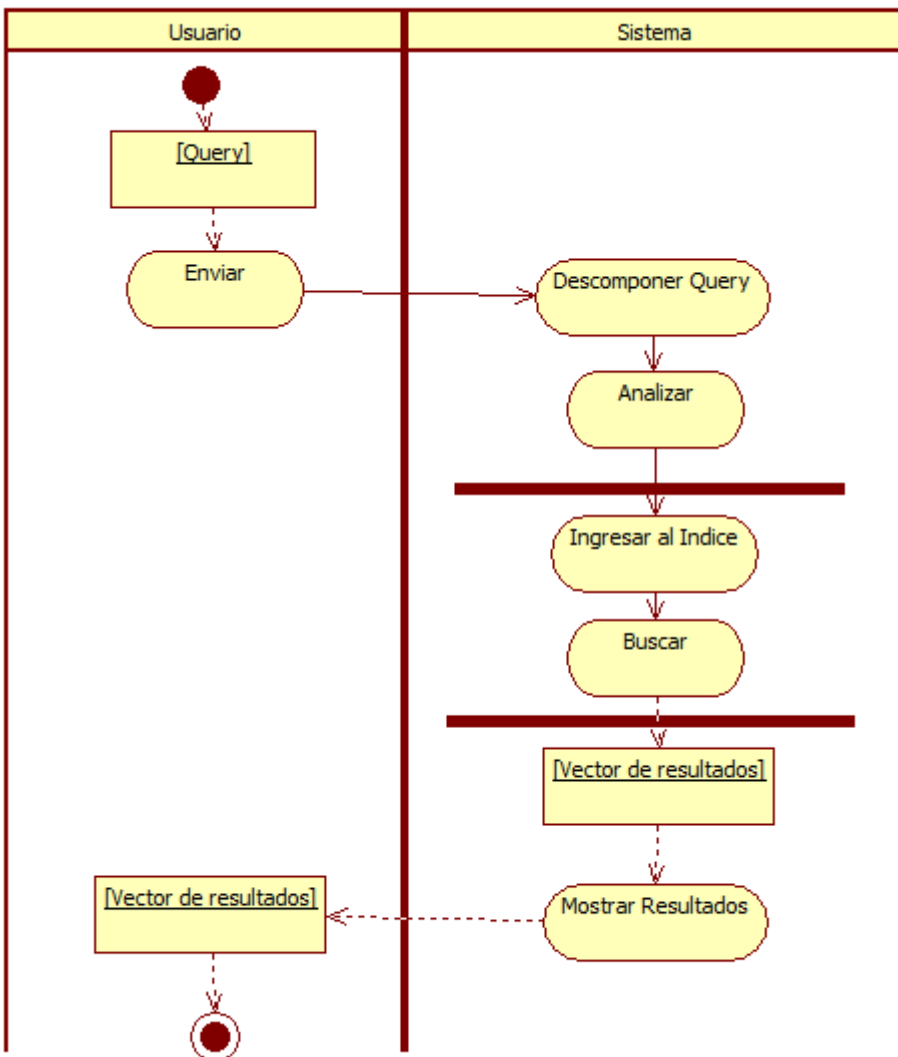 Usuario
Sistema
[Query]
Enviar
Descomponer Query
Analizar
Ingresar al Indice
Buscar
[Vector de resultados]
Mostrar Resultados
[Vector de resultados]